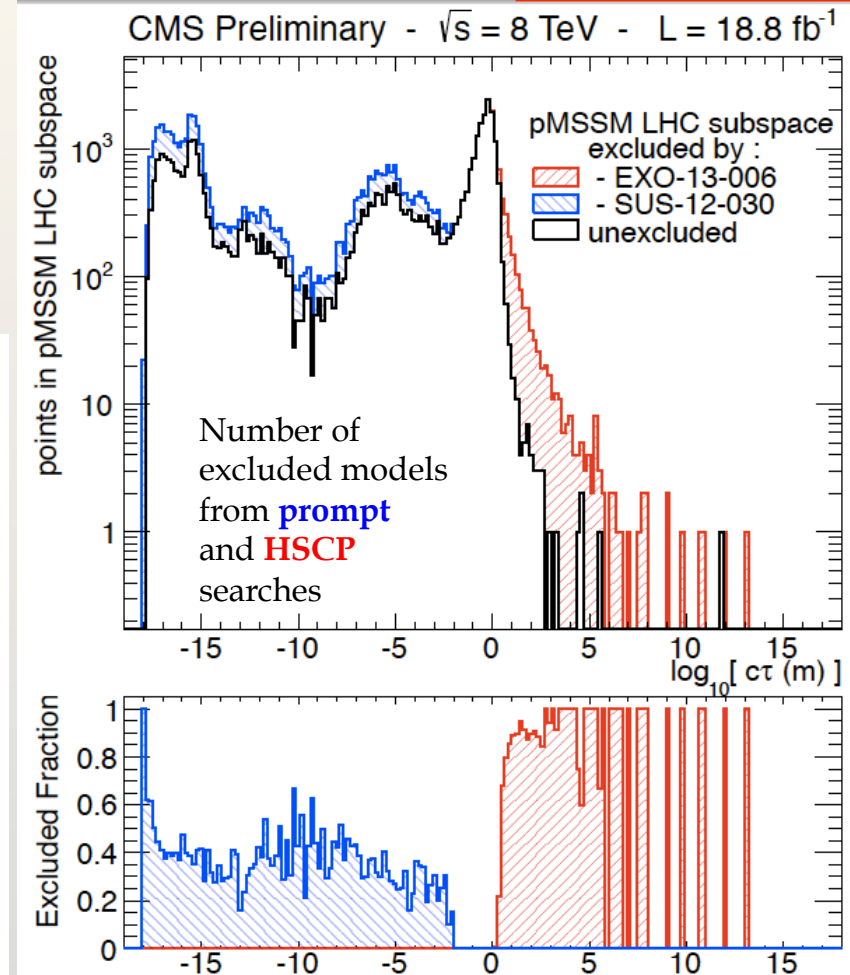 CMS Preliminary - √s = 8 TeV - L = 18.8 fb⁻¹
points in pMSSM LHC subspace
10³
10²
10
1
pMSSM LHC subspace
excluded by :
- EXO-13-006
- SUS-12-030
unexcluded
Number of
excluded models
from prompt
and HSCP
searches
-15 -10 -5 0 5 10 15
log₁₀[ cτ (m) ]
Excluded Fraction
1
0.8
0.6
0.4
0.2
0
-15 -10 -5 0 5 10 15